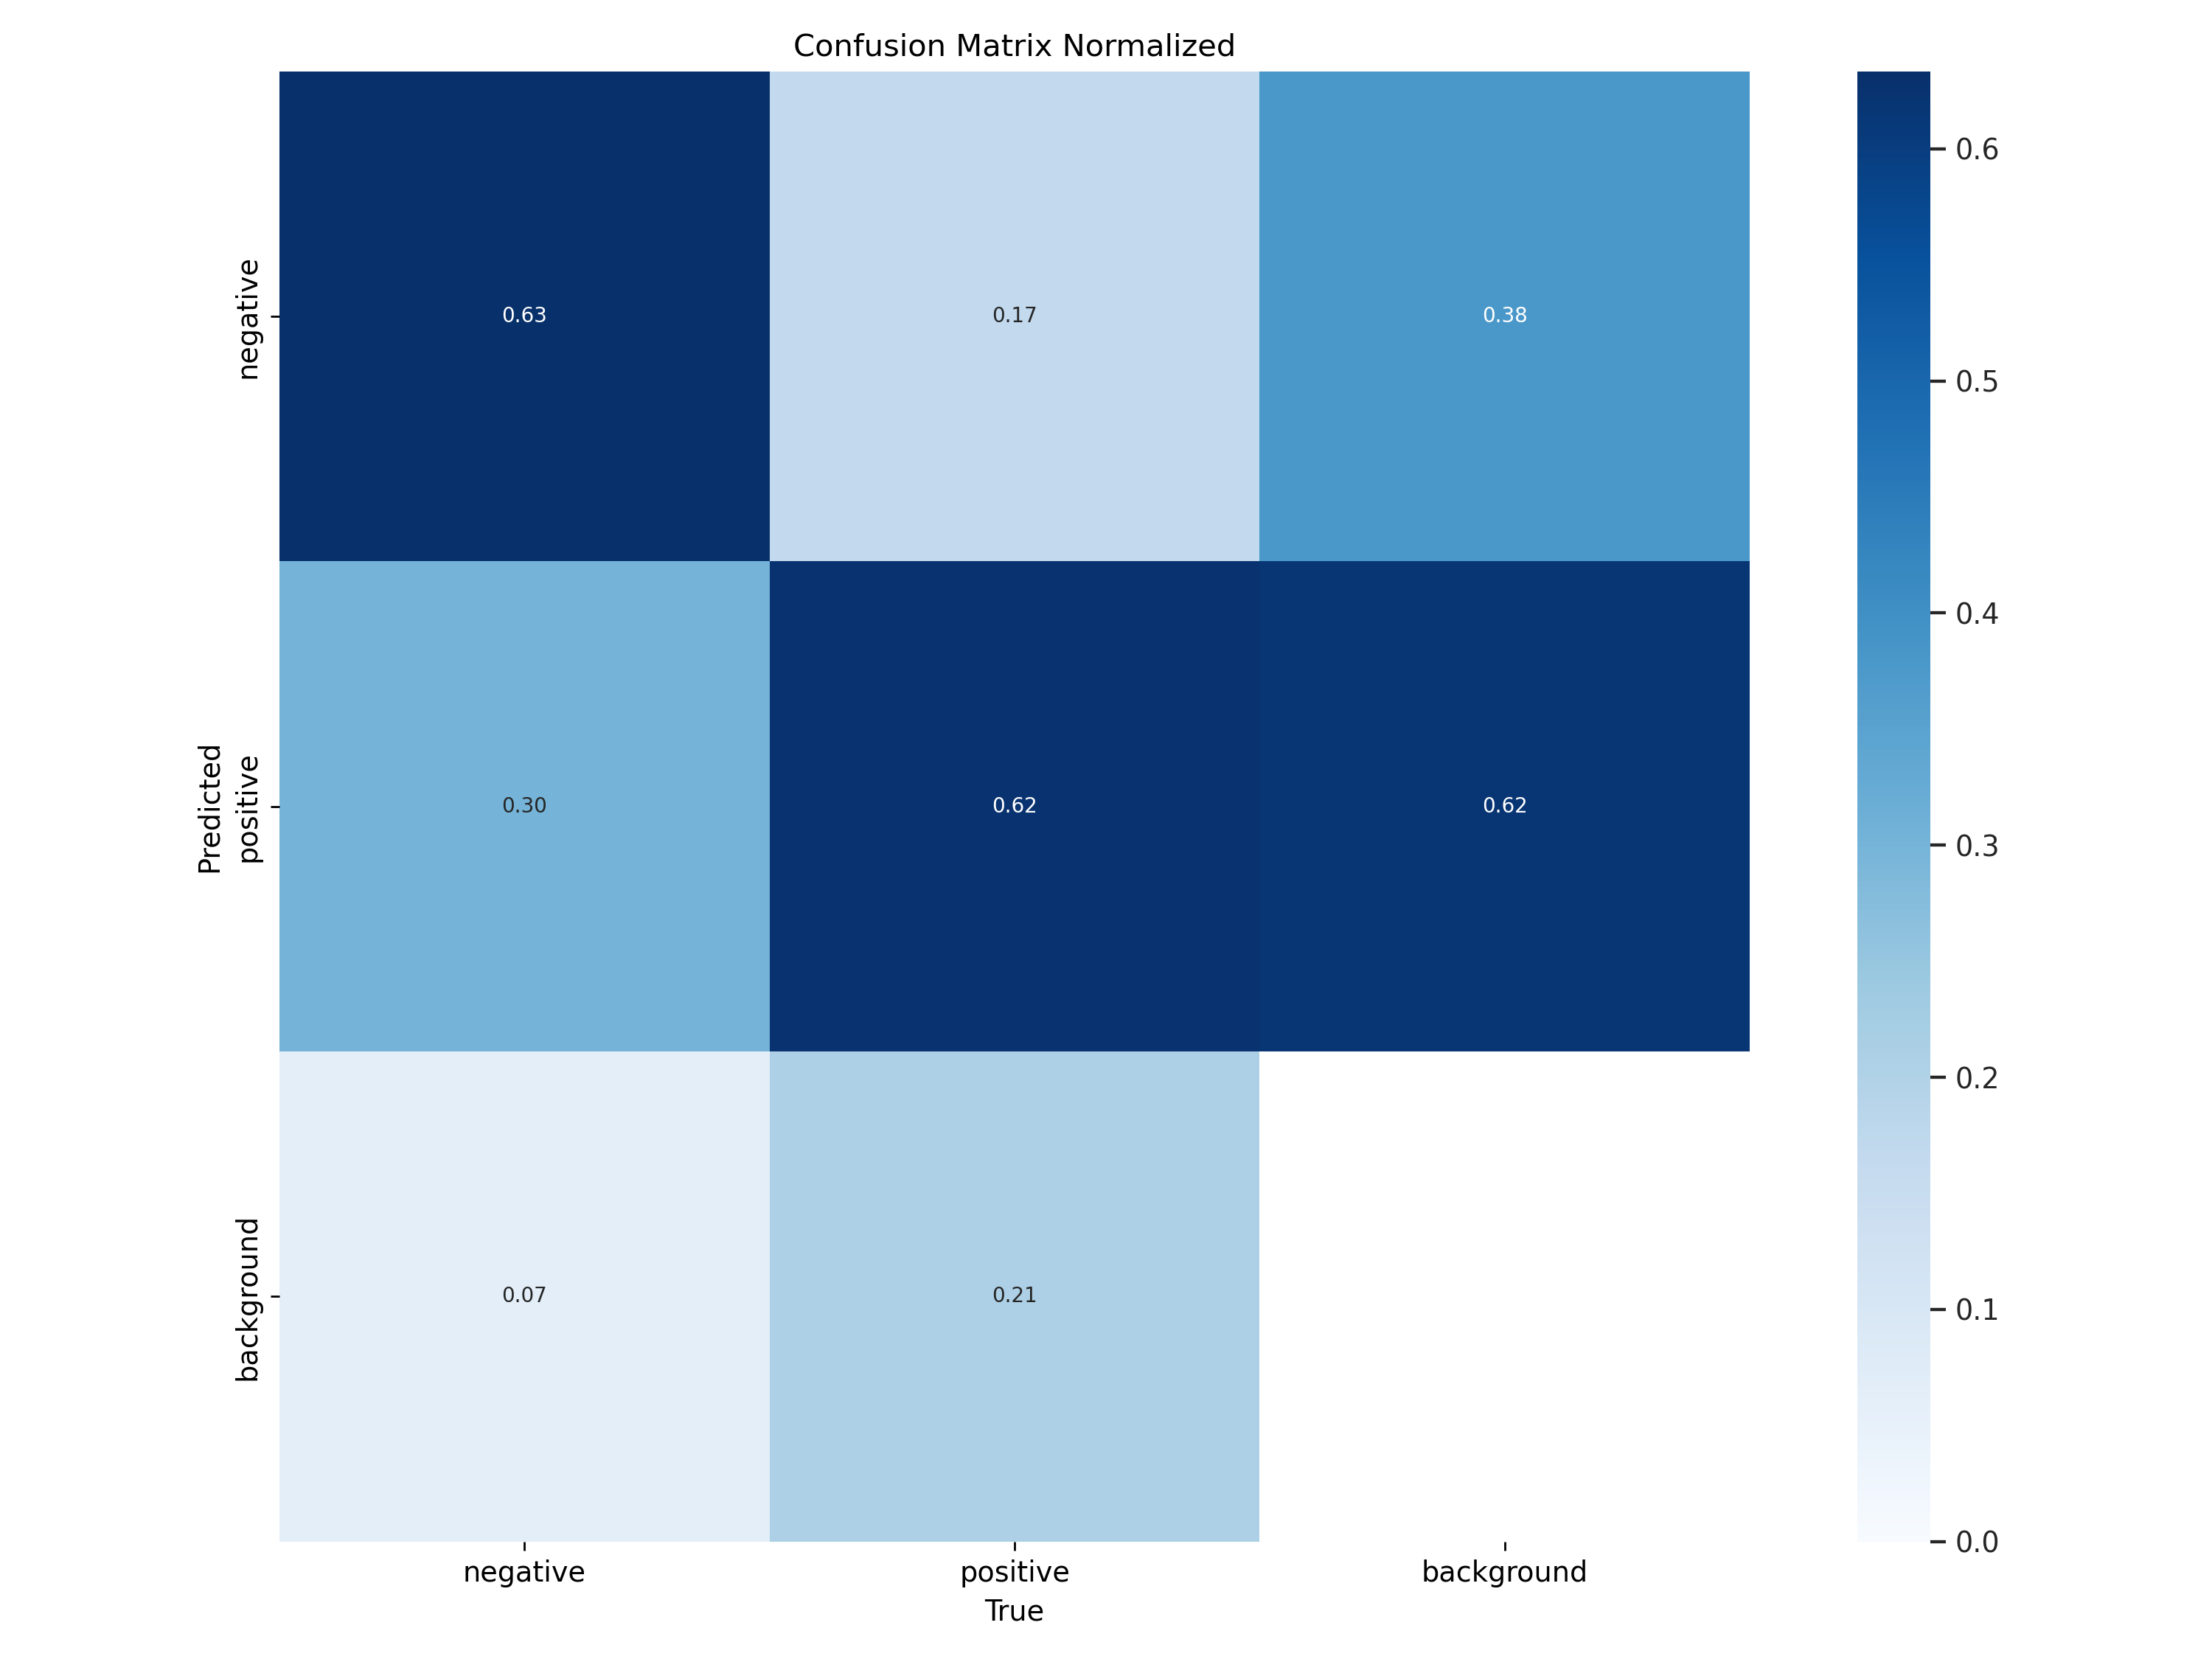 Confusion Matrix Normalized
negative
0.63
0.17
0.38
0.6
0.5
0.4
Predicted
positive
0.30
0.62
0.62
0.3
0.2
background
0.07
0.21
0.1
0.0
negative
positive
background
True